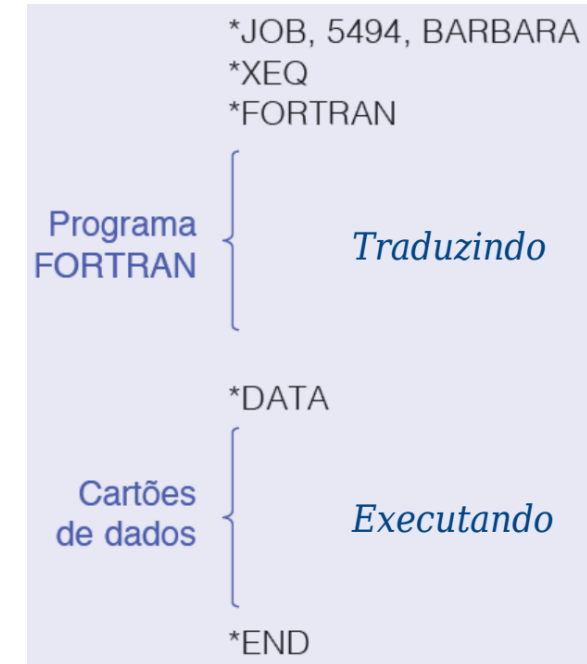 *JOB, 5494, BARBARA
*XEQ
*FORTRAN
Programa
FORTRAN
Traduzindo
*DATA
Cartões
de dados
Executando
*END